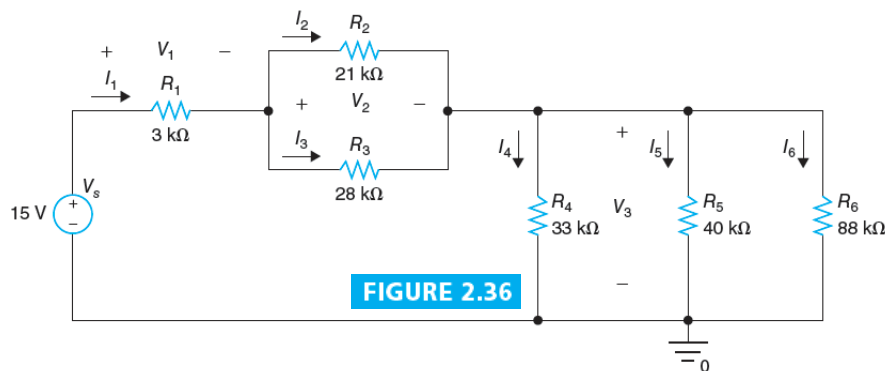 I2 R2
+ V1 −
21 kΩ
I1 R1
+ V2 −
3 kΩ
I3 R3
28 kΩ
I4 + I5 I6
Vs
15 V + −
R4 V3 R5 R6
33 kΩ 40 kΩ 88 kΩ
−
FIGURE 2.36
0